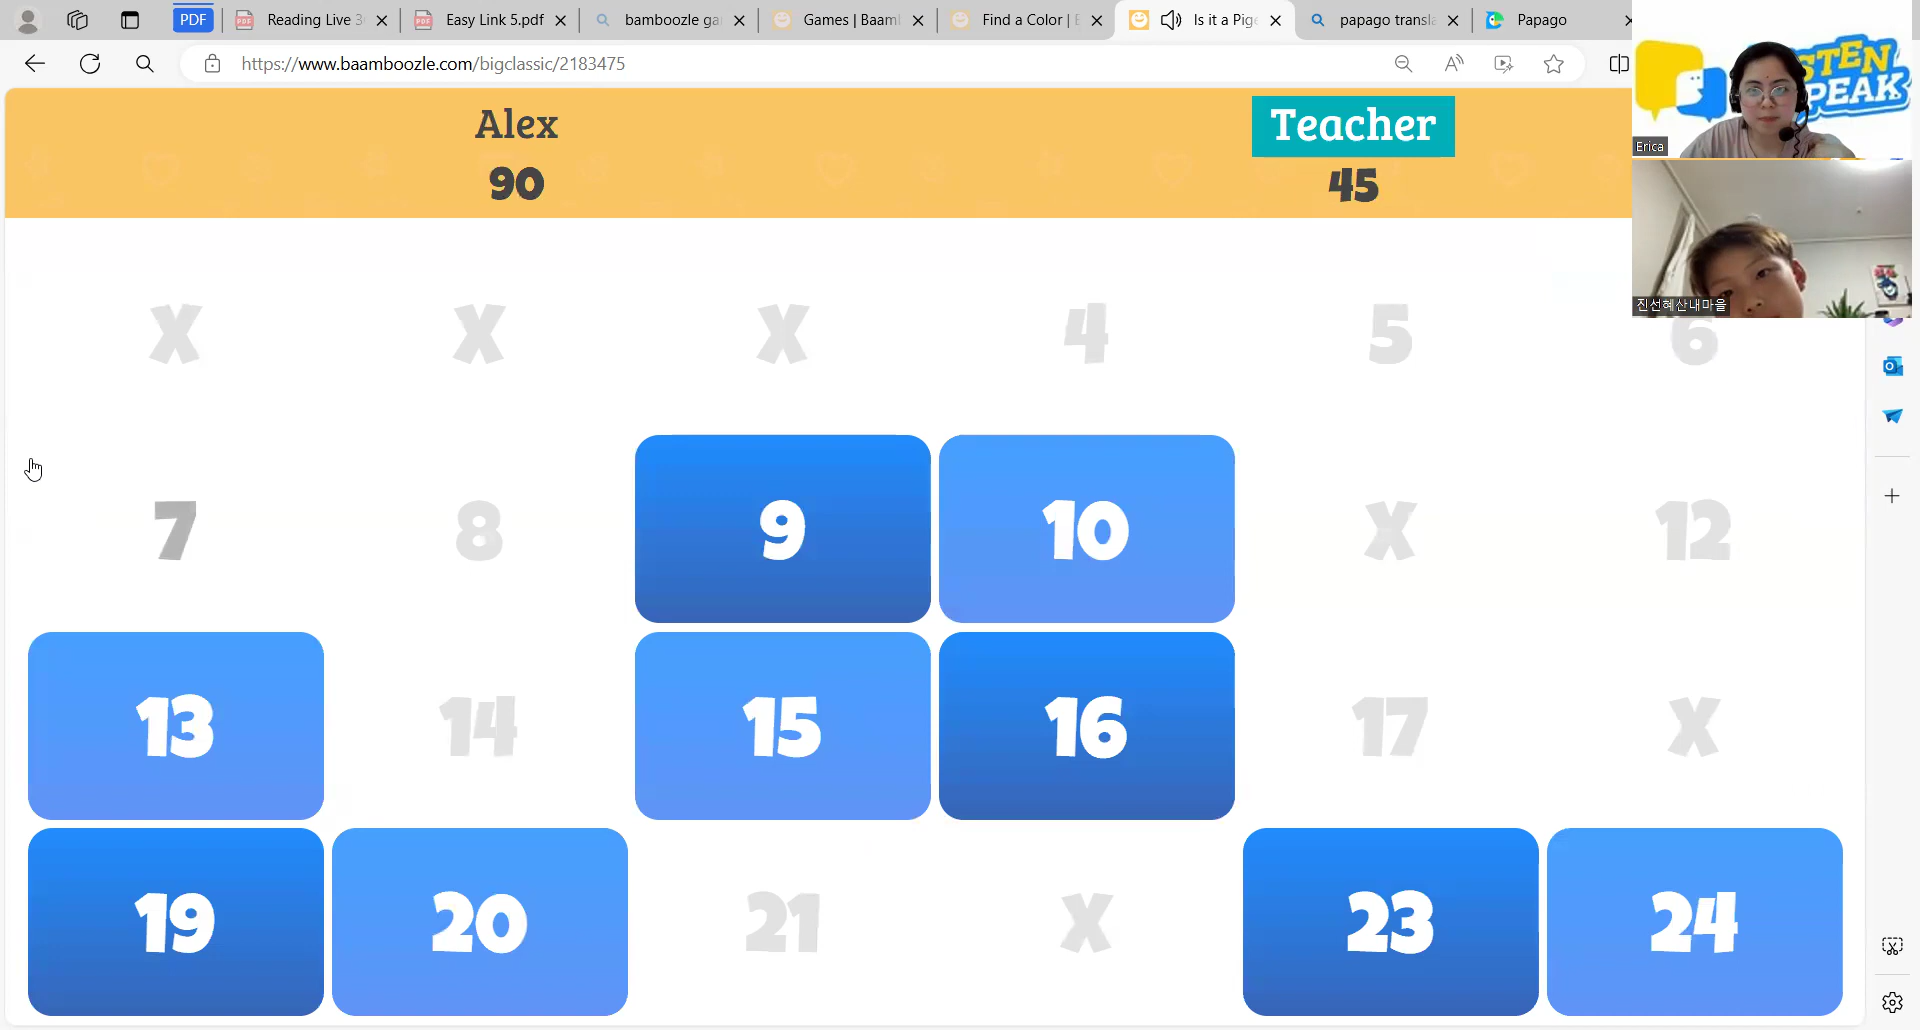 PDF
Reading Live 3
Easy Link 5.pdf
bamboozle ga
Games | Baam
Find a Color |
Is it a Pig
papago transla
Papago
https://www.baamboozle.com/bigclassic/2183475
STEN
PEAK
Erica
진선혜산내마을
Alex
Teacher
90
45
X X X 4 5 6
7 8 9 10 X 12
13 14 15 16 17 X
19 20 21 X 23 24